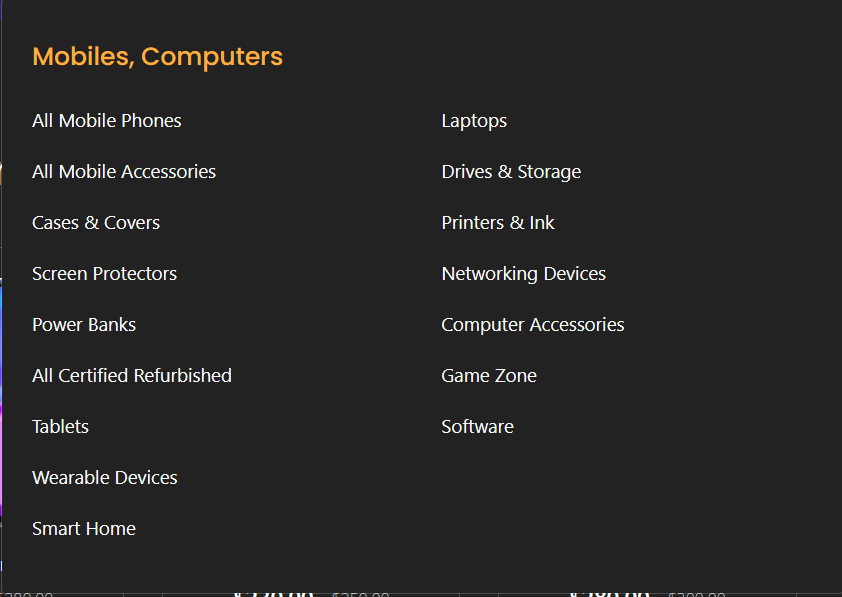 Mobiles, Computers
All Mobile Phones
All Mobile Accessories
Cases & Covers
Screen Protectors
Power Banks
All Certified Refurbished
Tablets
Wearable Devices
Smart Home
Laptops
Drives & Storage
Printers & Ink
Networking Devices
Computer Accessories
Game Zone
Software